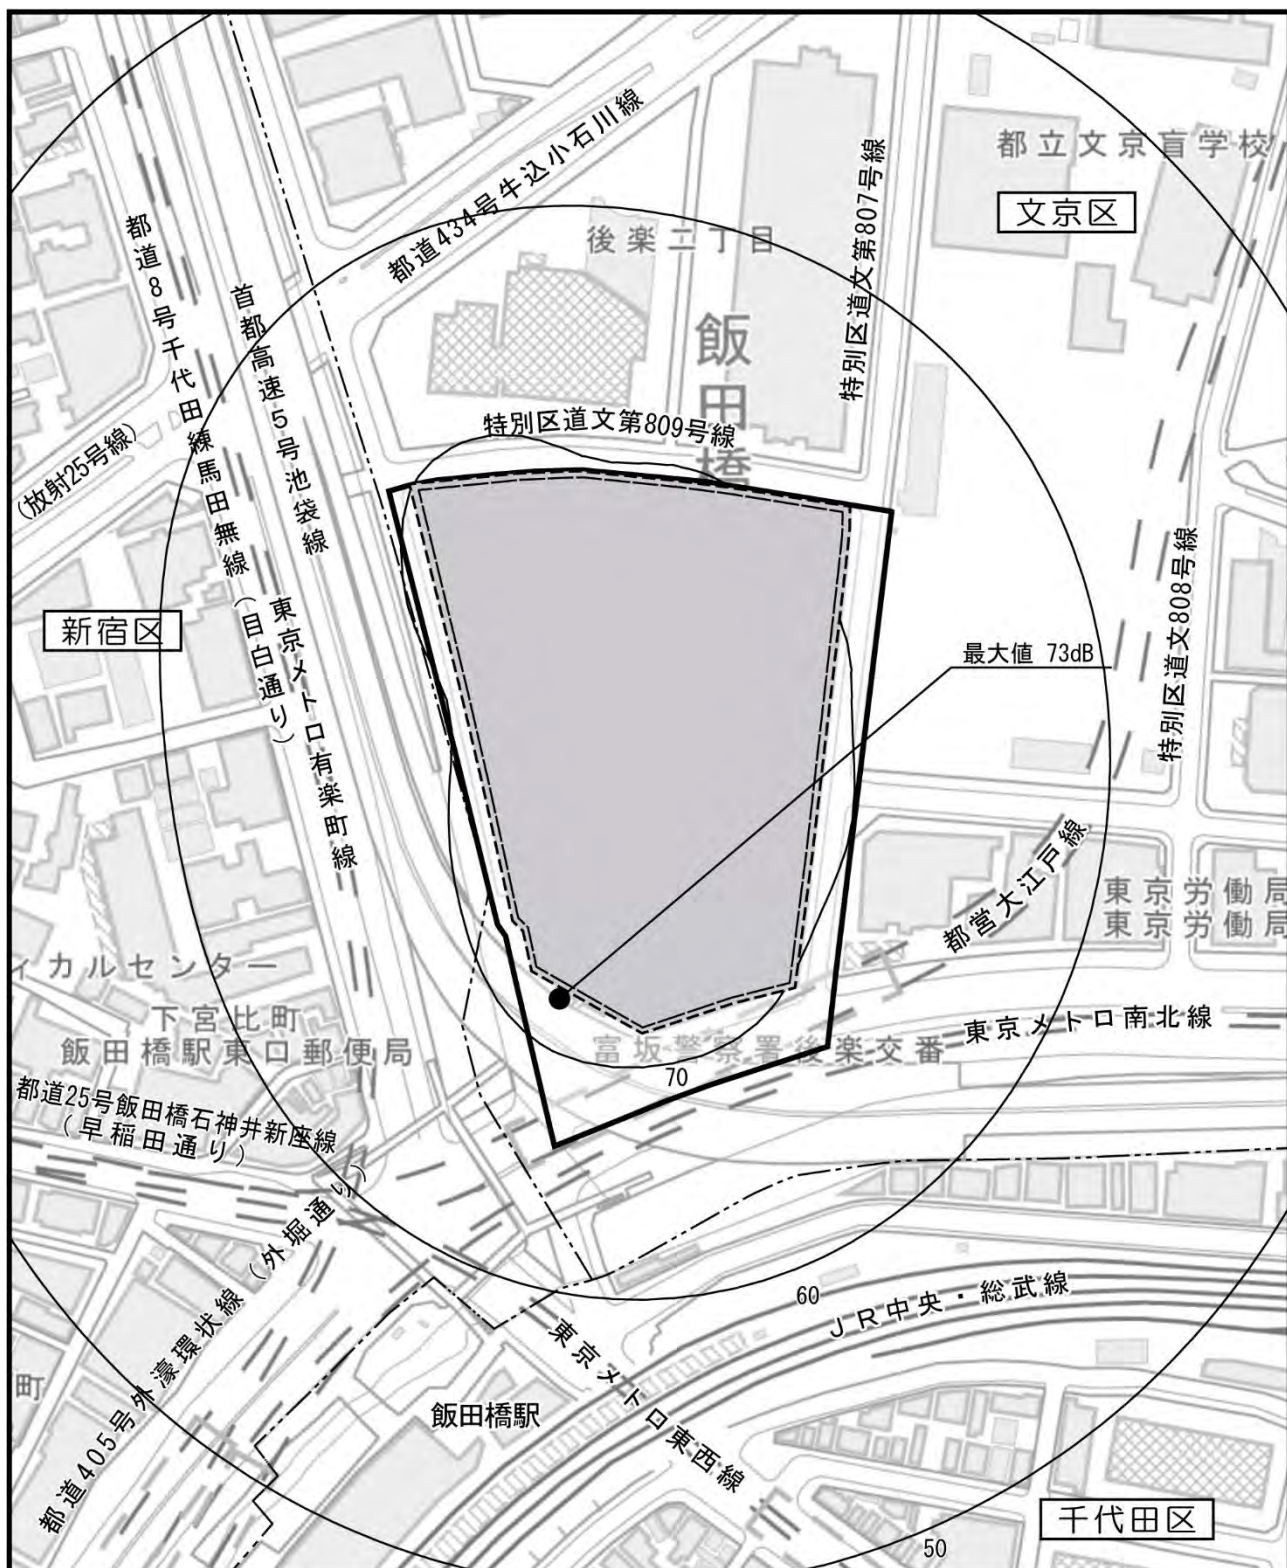 都立文京盲学校
文京区
都道434号牛込小石川線
特別区道文第807号線
後楽二丁目
都道8号千代田練馬田無線（目白通り）
首都高速5号池袋線
飯田橋
特別区道文第809号線
(放射25号線)
特別区道文第808号線
東京メトロ有楽町線
新宿区
最大値 73dB
都営大江戸線
東京労働局
東京労働局
ィカルセンター
下宮比町
飯田橋駅東口郵便局
東京メトロ南北線
富坂警察署後楽交番
70
都道25号飯田橋石神井新座線
（早稲田通り）
都道405号外濠環状線（外堀通り）
60
JR中央・総武線
東京メトロ東西線
町
飯田橋駅
千代田区
50